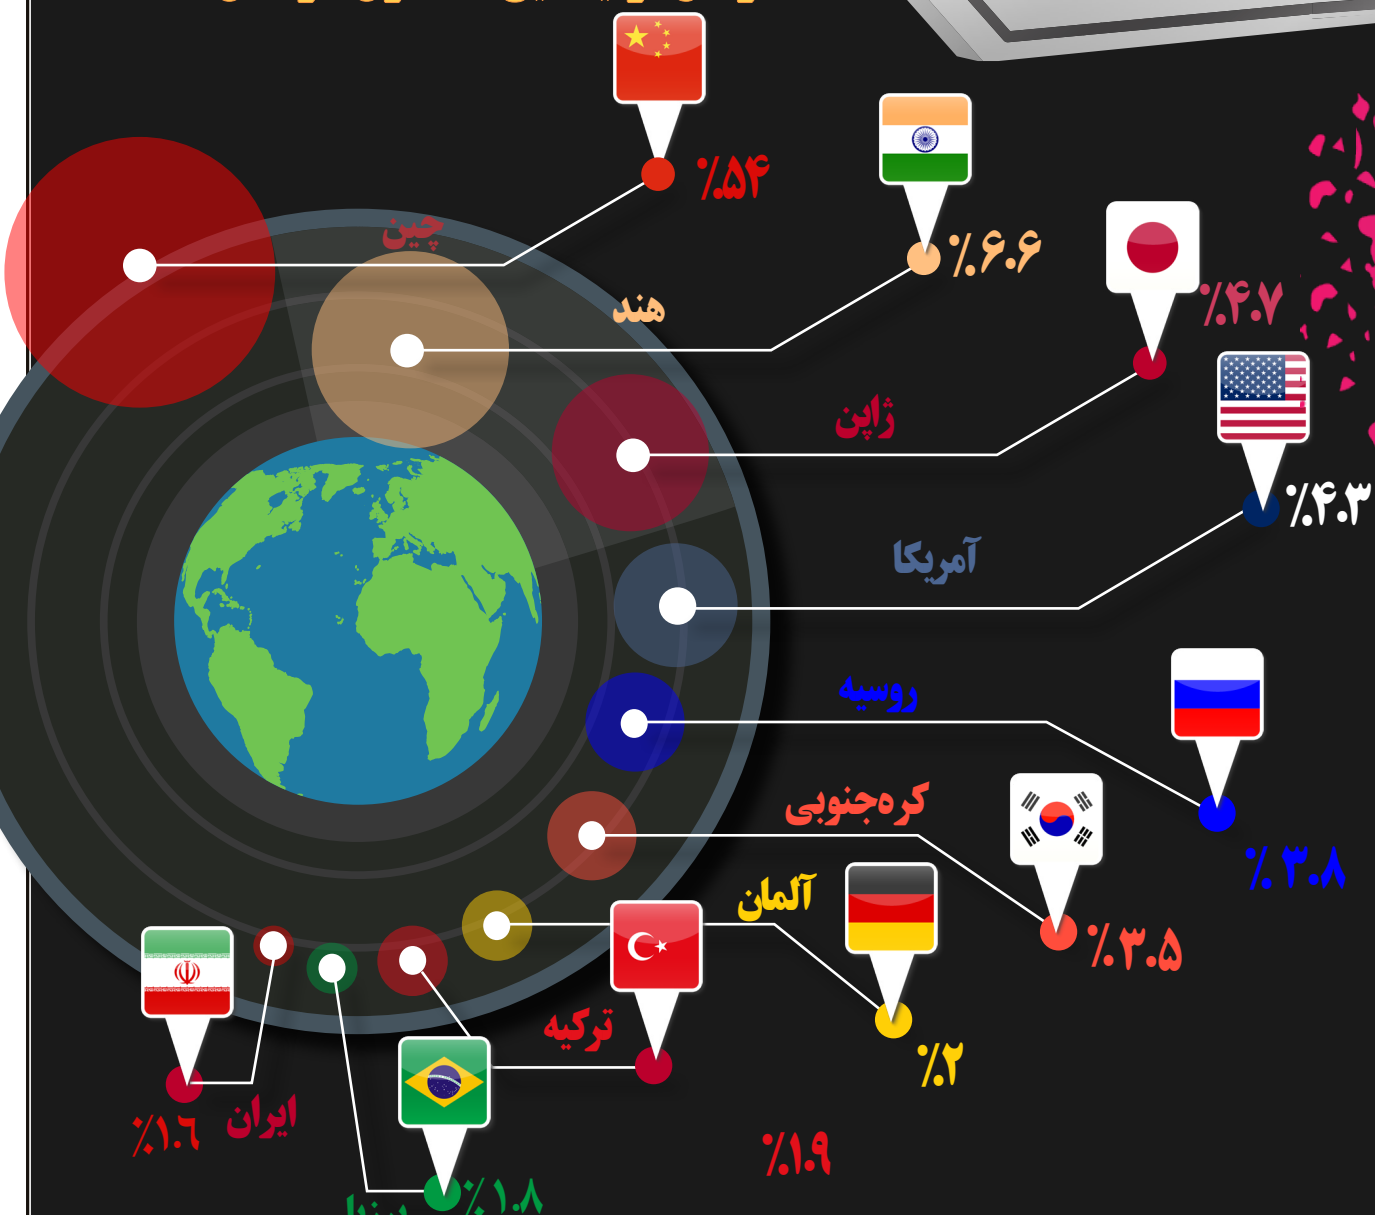 ٪۵۴
چین
٪۶.۶
هند
٪۴.۷
ژاپن
٪۴.۳
آمریکا
روسیه
٪۳.۸
کره‌جنوبی
٪۳.۵
آلمان
٪۲
ترکیه
٪۱.۹
ایران
٪۱.٦
٪۱.۸